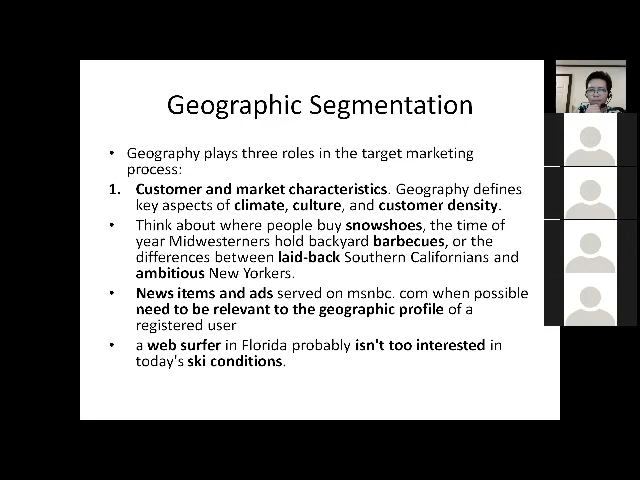 Geographic Segmentation
• Geography plays three roles in the target marketing
process:
1. Customer and market characteristics. Geography defines
key aspects of climate, culture, and customer density.
• Think about where people buy snowshoes, the time of
year Midwesterners hold backyard barbecues, or the
differences between laid-back Southern Californians and
ambitious New Yorkers.
• News items and ads served on msnbc. com when possible
need to be relevant to the geographic profile of a
registered user
• a web surfer in Florida probably isn't too interested in
today's ski conditions.